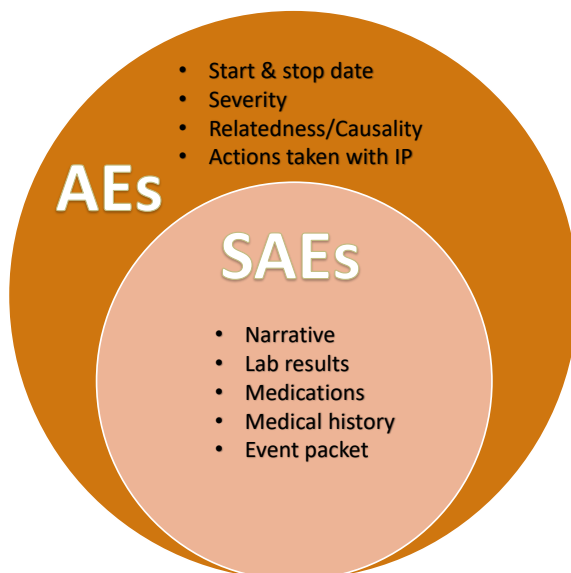 • Start & stop date
• Severity
• Relatedness/Causality
• Actions taken with IP
AEs
SAEs
• Narrative
• Lab results
• Medications
• Medical history
• Event packet